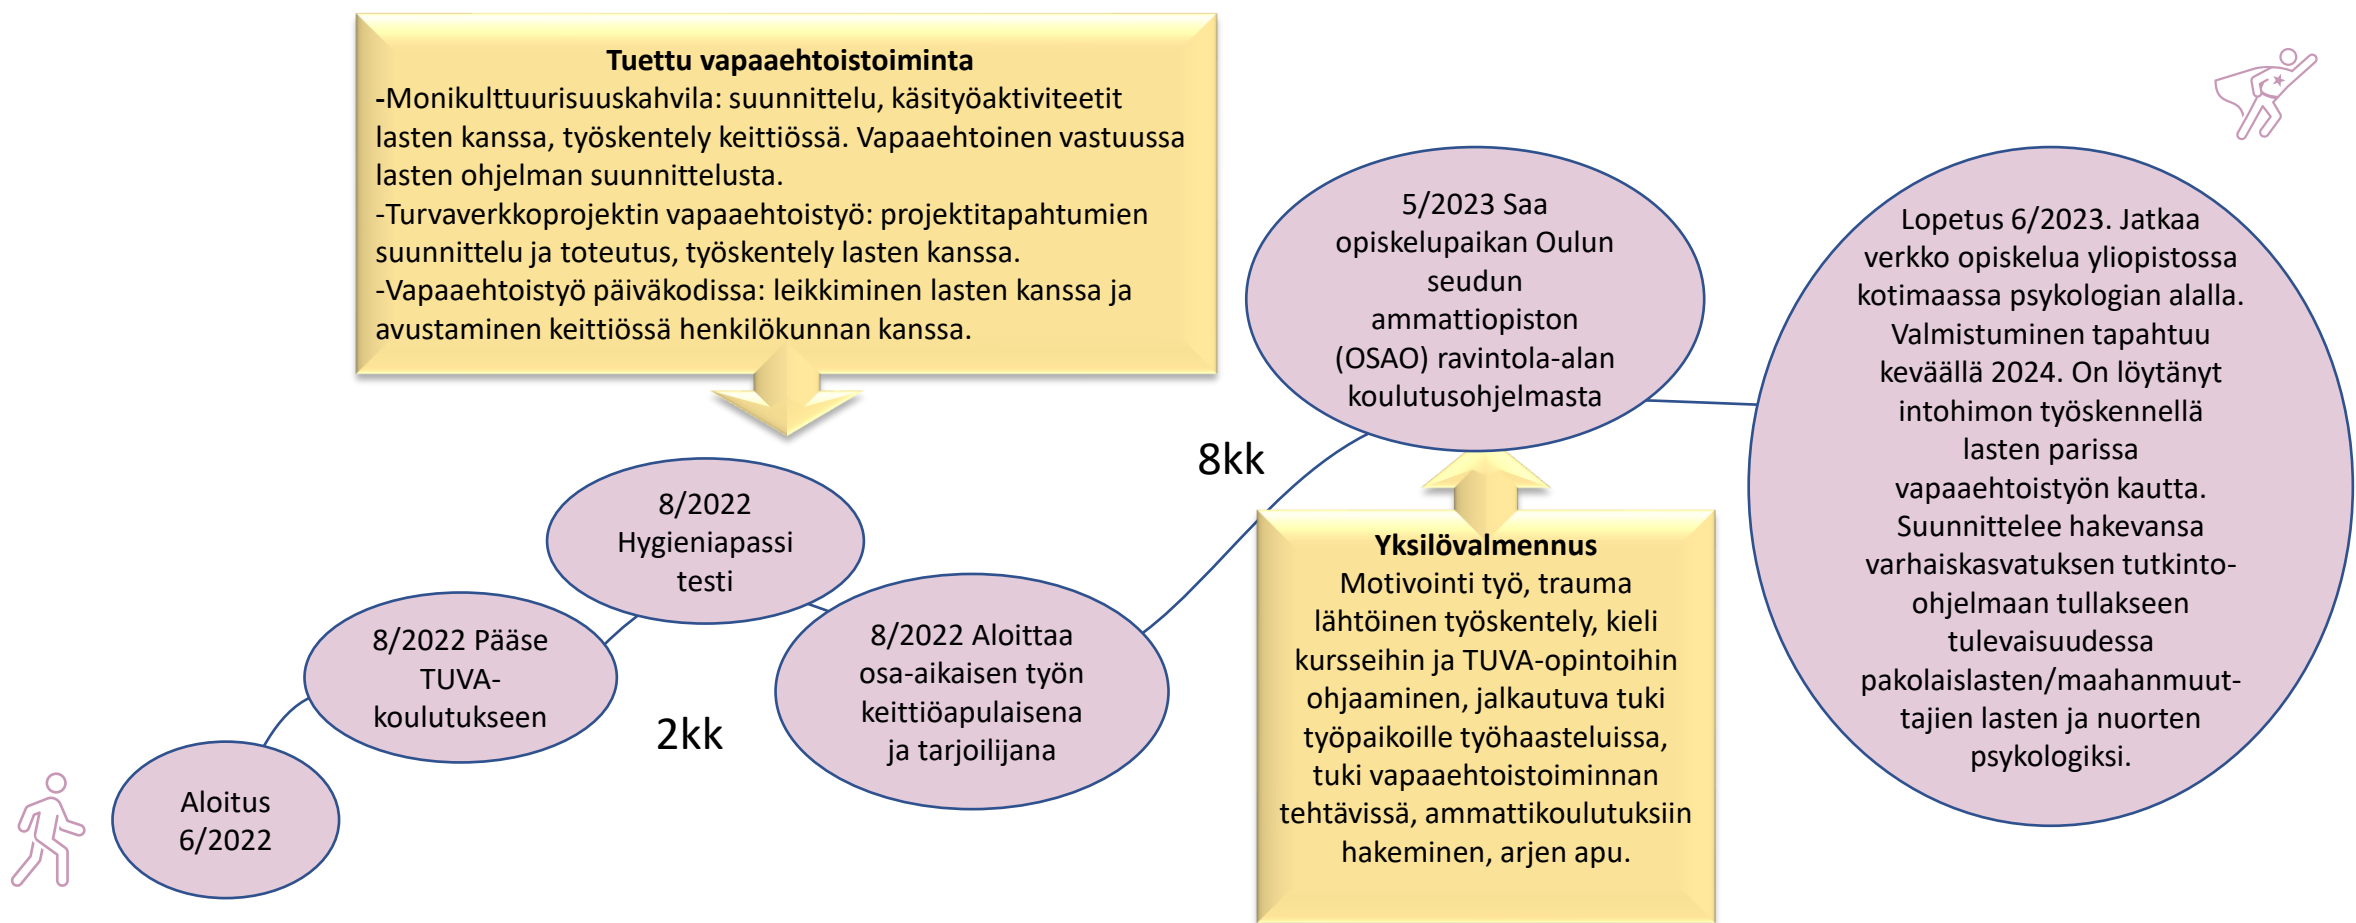 Tuettu vapaaehtoistoiminta
-Monikulttuurisuuskahvila: suunnittelu, käsityöaktiviteetit
lasten kanssa, työskentely keittiössä. Vapaaehtoinen vastuussa
lasten ohjelman suunnittelusta.
-Turvaverkkoprojektin vapaaehtoistyö: projektitapahtumien
suunnittelu ja toteutus, työskentely lasten kanssa.
-Vapaaehtoistyö päiväkodissa: leikkiminen lasten kanssa ja
avustaminen keittiössä henkilökunnan kanssa.
Aloitus
6/2022
8/2022 Pääse
TUVA-
koulutukseen
8/2022
Hygieniapassi
testi
2kk
8/2022 Aloittaa
osa-aikaisen työn
keittiöapulaisena
ja tarjoilijana
8kk
5/2023 Saa
opiskelupaikan Oulun
seudun
ammattiopiston
(OSAO) ravintola-alan
koulutusohjelmasta
Yksilövalmennus
Motivointi työ, trauma
lähtöinen työskentely, kieli
kursseihin ja TUVA-opintoihin
ohjaaminen, jalkautuva tuki
työpaikoille työhaasteluissa,
tuki vapaaehtoistoiminnan
tehtävissä, ammattikoulutuksiin
hakeminen, arjen apu.
Lopetus 6/2023. Jatkaa
verkko opiskelua yliopistossa
kotimaassa psykologian alalla.
Valmistuminen tapahtuu
keväällä 2024. On löytänyt
intohimon työskennellä
lasten parissa
vapaaehtoistyön kautta.
Suunnittelee hakevansa
varhaiskasvatuksen tutkinto-
ohjelmaan tullakseen
tulevaisuudessa
pakolaislasten/maahanmuut-
tajien lasten ja nuorten
psykologiksi.